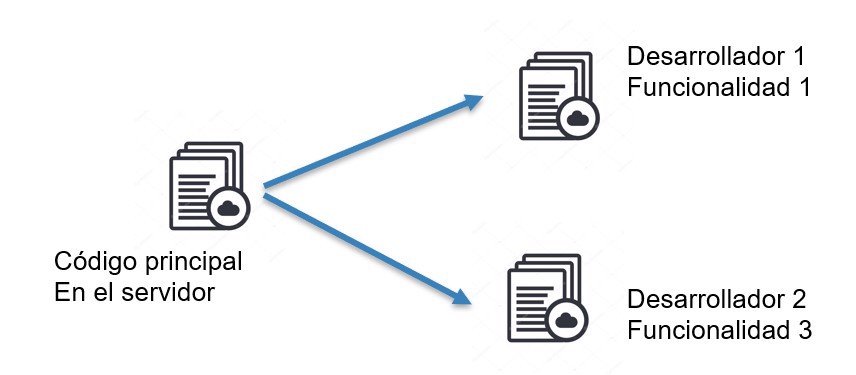 Desarrollador 1
Funcionalidad 1
Código principal
En el servidor
Desarrollador 2
Funcionalidad 3